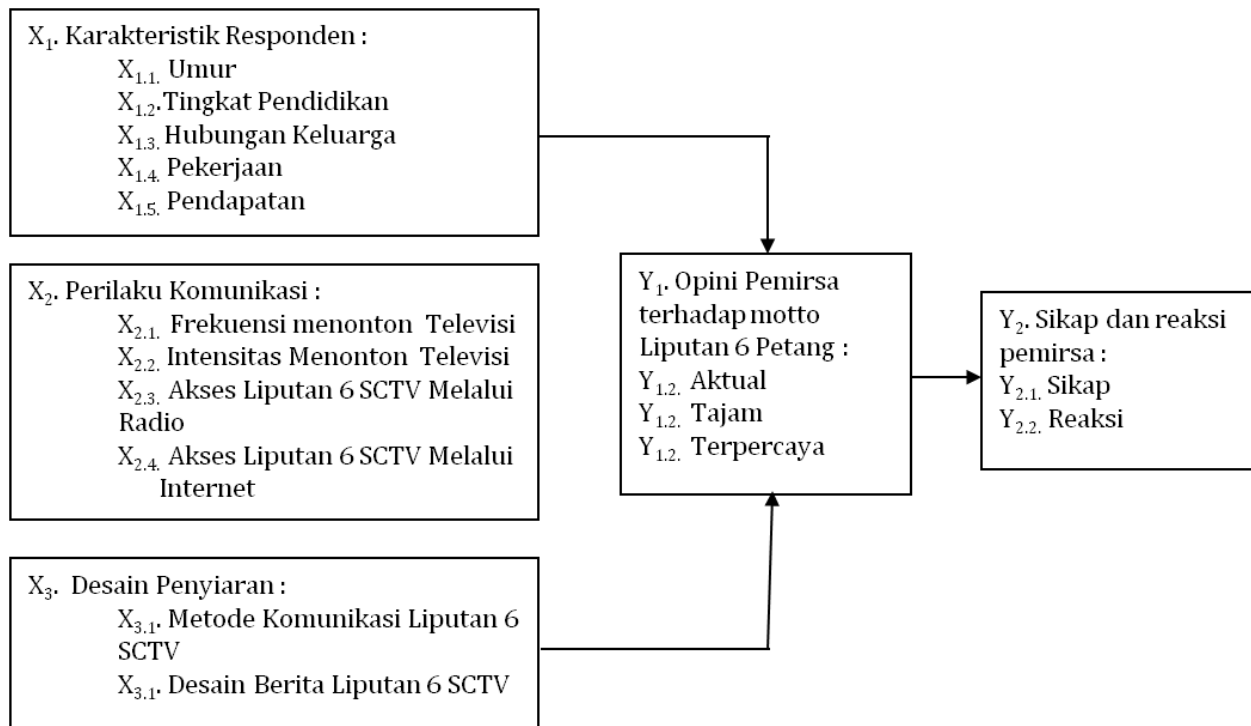 X₁. Karakteristik Responden :
X₁.₁. Umur
X₁.₂.Tingkat Pendidikan
X₁.₃. Hubungan Keluarga
X₁.₄. Pekerjaan
X₁.₅. Pendapatan
X₂. Perilaku Komunikasi :
X₂.₁. Frekuensi menonton Televisi
X₂.₂. Intensitas Menonton Televisi
X₂.₃. Akses Liputan 6 SCTV Melalui
Radio
X₂.₄. Akses Liputan 6 SCTV Melalui
Internet
X₃. Desain Penyiaran :
X₃.₁. Metode Komunikasi Liputan 6
SCTV
X₃.₁. Desain Berita Liputan 6 SCTV
Y₁. Opini Pemirsa
terhadap motto
Liputan 6 Petang :
Y₁.₂. Aktual
Y₁.₂. Tajam
Y₁.₂. Terpercaya
Y₂. Sikap dan reaksi
pemirsa :
Y₂.₁. Sikap
Y₂.₂. Reaksi